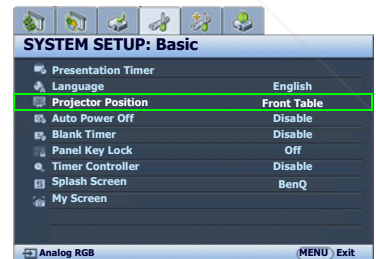 SYSTEM SETUP: Basic
Presentation Timer
Language English
Projector Position Front Table
Auto Power Off Disable
Blank Timer Disable
Panel Key Lock Off
Timer Controller Disable
Splash Screen BenQ
My Screen
Analog RGB MENU Exit